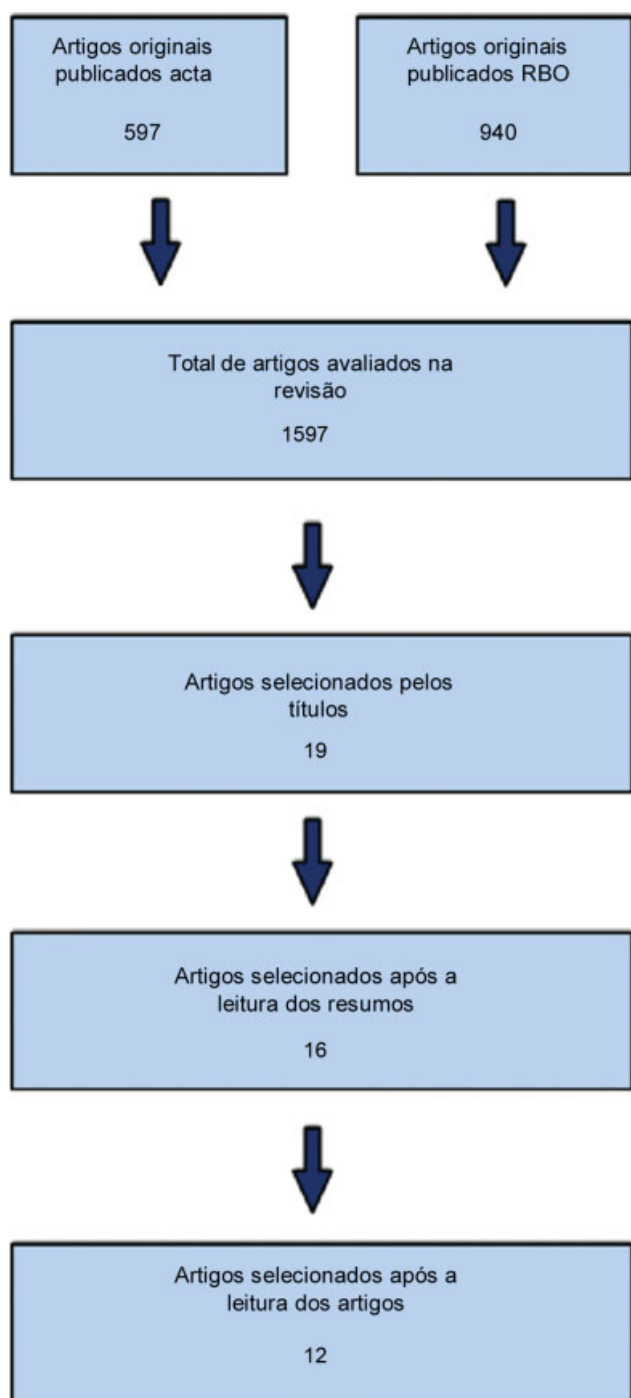 Artigos originais
publicados acta
597
Artigos originais
publicados RBO
940
Total de artigos avaliados na
revisão
1597
Artigos selecionados pelos
títulos
19
Artigos selecionados após a
leitura dos resumos
16
Artigos selecionados após a
leitura dos artigos
12